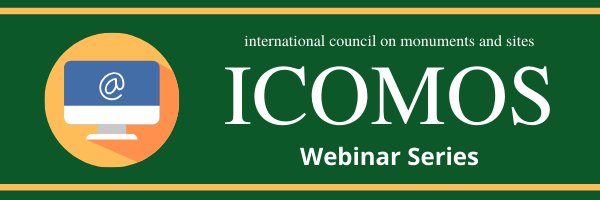 @
international council on monuments and sites
ICOMOS
Webinar Series